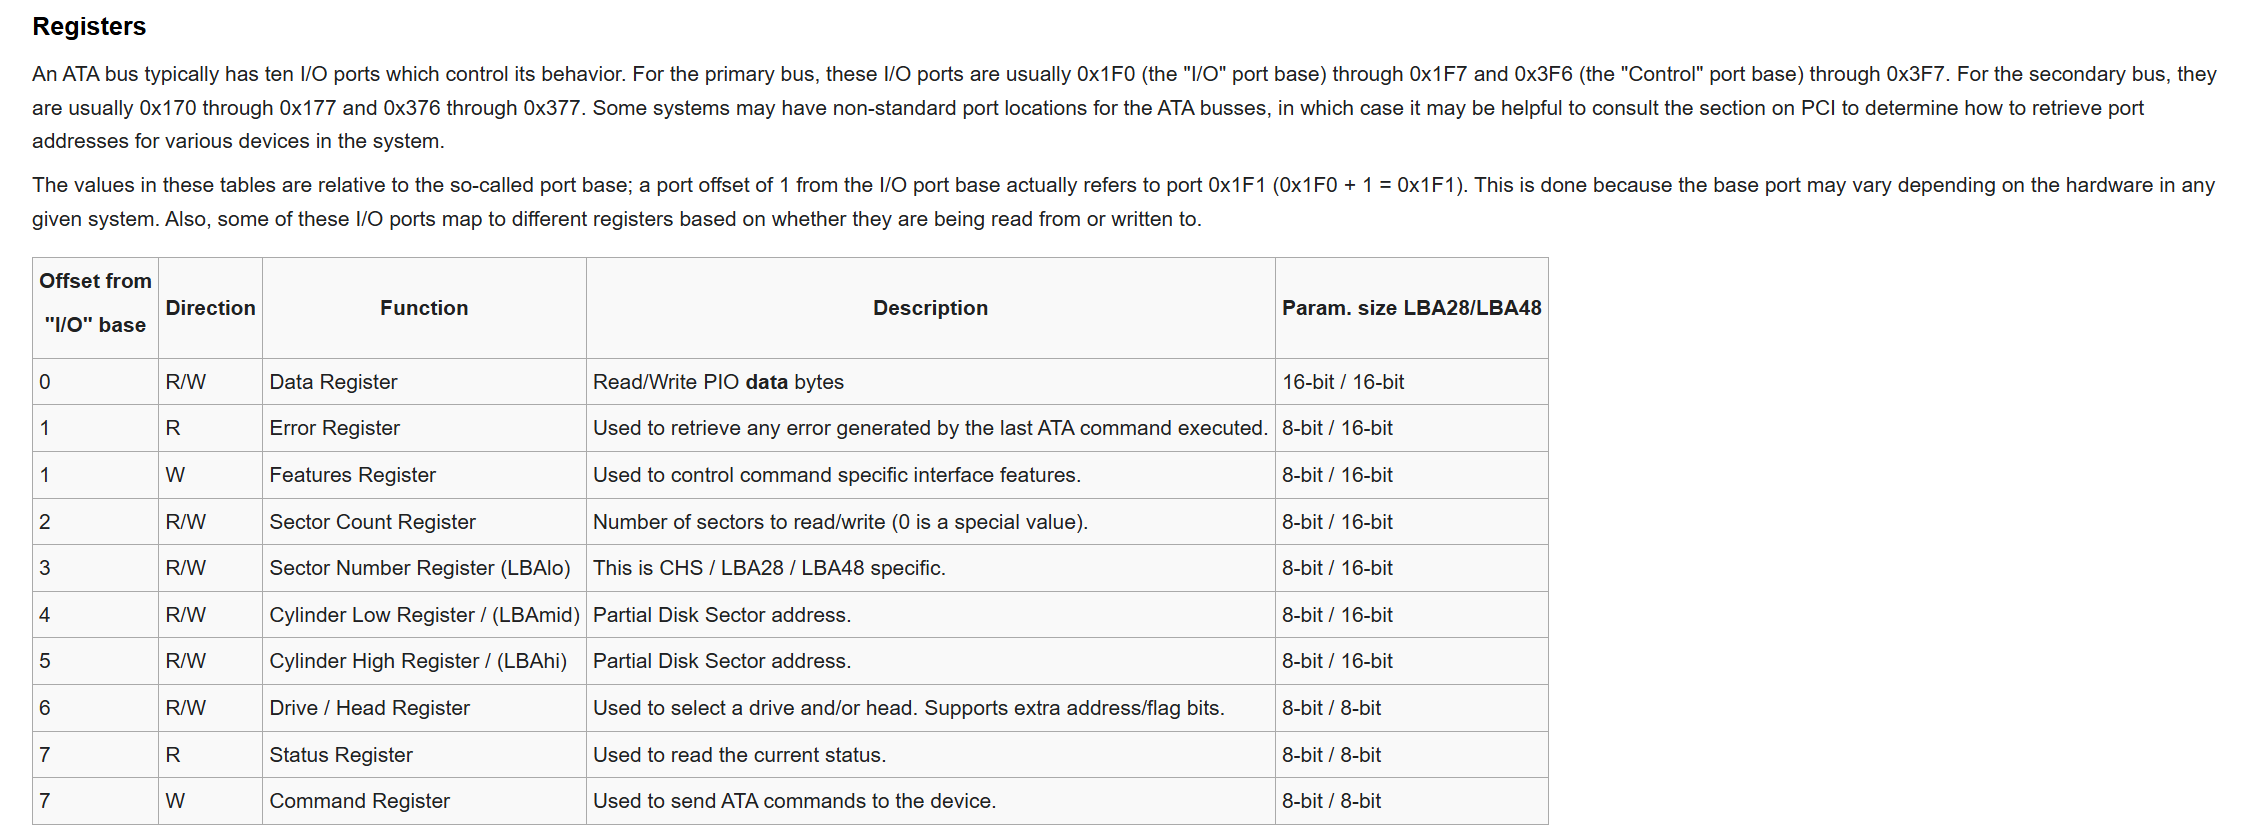 Registers
An ATA bus typically has ten I/O ports which control its behavior. For the primary bus, these I/O ports are usually 0x1F0 (the "I/O" port base) through 0x1F7 and 0x3F6 (the "Control" port base) through 0x3F7. For the secondary bus, they
are usually 0x170 through 0x177 and 0x376 through 0x377. Some systems may have non-standard port locations for the ATA busses, in which case it may be helpful to consult the section on PCI to determine how to retrieve port
addresses for various devices in the system.
The values in these tables are relative to the so-called port base; a port offset of 1 from the I/O port base actually refers to port 0x1F1 (0x1F0 + 1 = 0x1F1). This is done because the base port may vary depending on the hardware in any
given system. Also, some of these I/O ports map to different registers based on whether they are being read from or written to.
Offset from
"I/O" base Direction Function Description Param. size LBA28/LBA48
0 R/W Data Register Read/Write PIO data bytes 16-bit / 16-bit
1 R Error Register Used to retrieve any error generated by the last ATA command executed. 8-bit / 16-bit
1 W Features Register Used to control command specific interface features. 8-bit / 16-bit
2 R/W Sector Count Register Number of sectors to read/write (0 is a special value). 8-bit / 16-bit
3 R/W Sector Number Register (LBAlo) This is CHS / LBA28 / LBA48 specific. 8-bit / 16-bit
4 R/W Cylinder Low Register / (LBAmid) Partial Disk Sector address. 8-bit / 16-bit
5 R/W Cylinder High Register / (LBAhi) Partial Disk Sector address. 8-bit / 16-bit
6 R/W Drive / Head Register Used to select a drive and/or head. Supports extra address/flag bits. 8-bit / 8-bit
7 R Status Register Used to read the current status. 8-bit / 8-bit
7 W Command Register Used to send ATA commands to the device. 8-bit / 8-bit